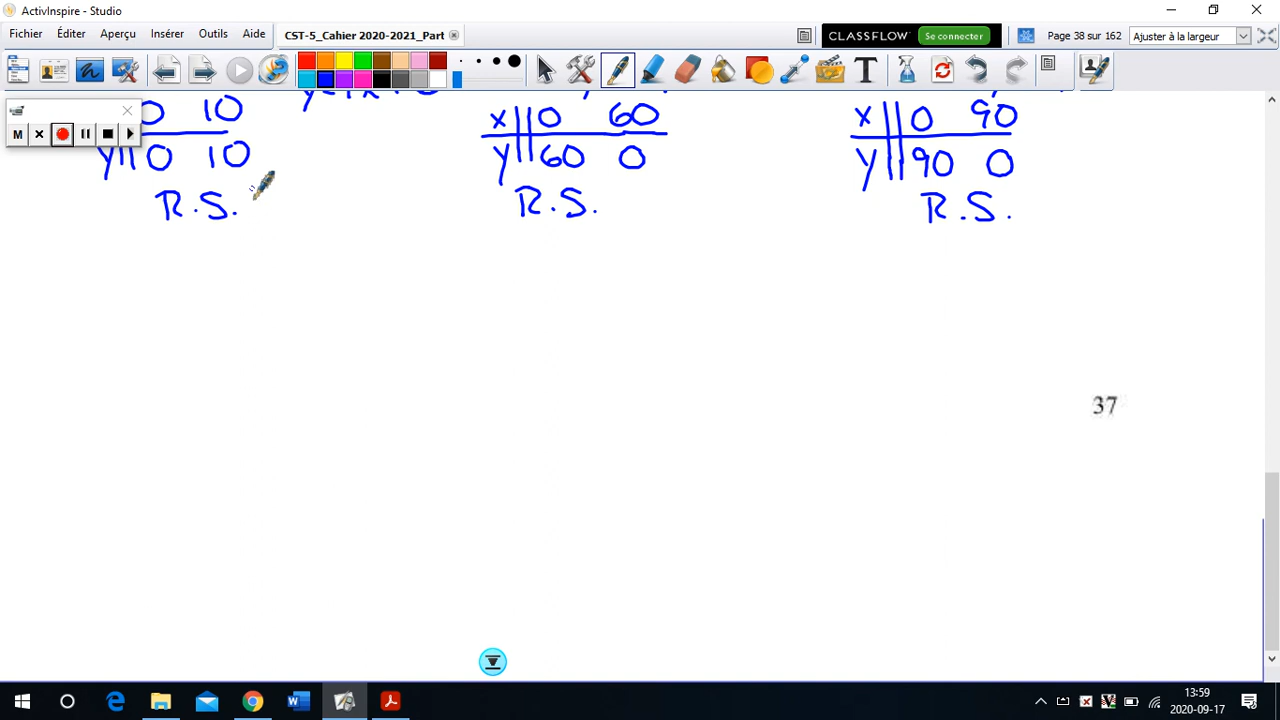 ActivInspire - Studio
Fichier Éditer Aperçu Insérer Outils Aide
CST-5_Cahier 2020-2021_Part
CLASSFLOW Se connecter
Page 38 sur 162
Ajuster à la largeur
M
0 10
y 0 10
R.S.
x 0 60
y 60 0
R.S.
x 0 90
y 90 0
R.S.
37
13:59
2020-09-17